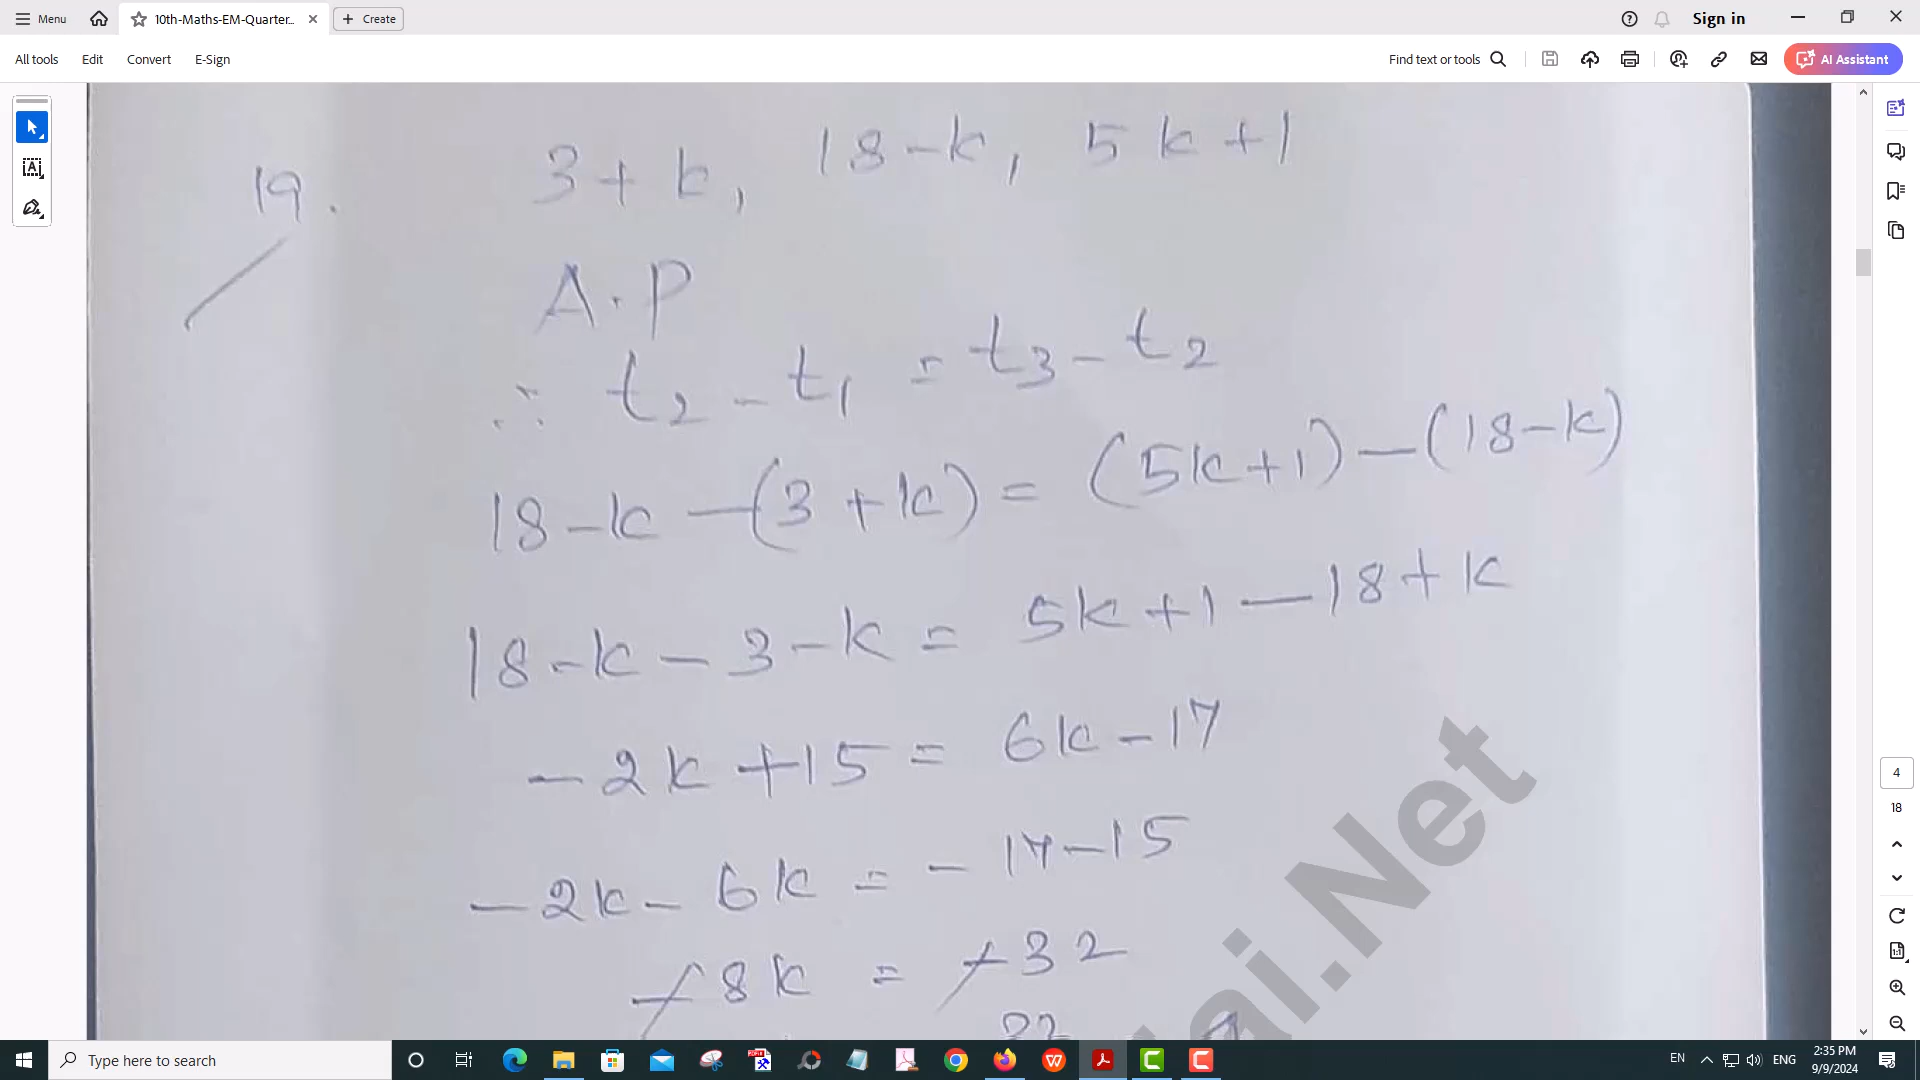 Menu
10th-Maths-EM-Quarter...
Create
Sign in
All tools
Edit
Convert
E-Sign
Find text or tools
AI Assistant
19.
3+k, 18-k, 5k+1
A.P
∴ t2 - t1 = t3 - t2
18-k-(3+k) = (5k+1)-(18-k)
18-k-3-k = 5k+1-18+k
-2k+15 = 6k-17
-2k-6k = -17-15
-8k = -32
ai.Net
4
18
Type here to search
EN
ENG
2:35 PM
9/9/2024